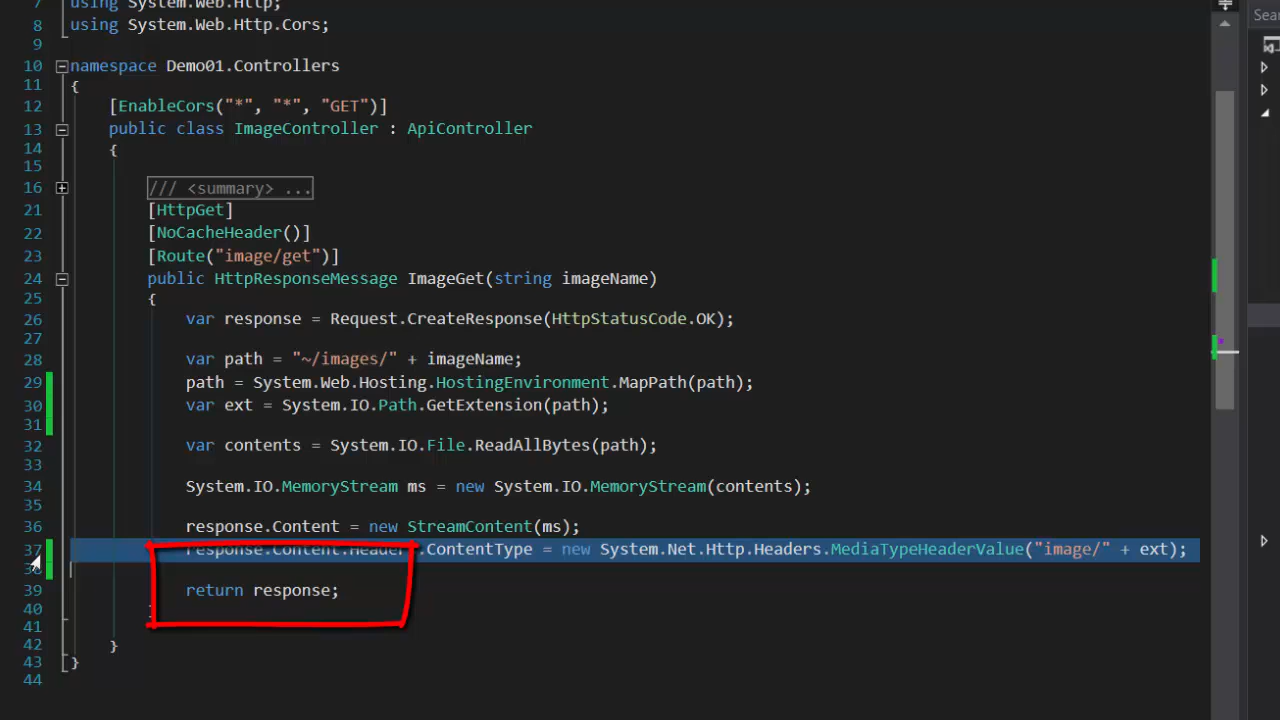 7 using System.Web.Http;
8 using System.Web.Http.Cors;
9
10 namespace Demo01.Controllers
11 {
12 [EnableCors("*", "*", "GET")]
13 public class ImageController : ApiController
14 {
15
16 /// <summary> ...
21 [HttpGet]
22 [NoCacheHeader()]
23 [Route("image/get")]
24 public HttpResponseMessage ImageGet(string imageName)
25 {
26 var response = Request.CreateResponse(HttpStatusCode.OK);
27
28 var path = "~/images/" + imageName;
29 path = System.Web.Hosting.HostingEnvironment.MapPath(path);
30 var ext = System.IO.Path.GetExtension(path);
31
32 var contents = System.IO.File.ReadAllBytes(path);
33
34 System.IO.MemoryStream ms = new System.IO.MemoryStream(contents);
35
36 response.Content = new StreamContent(ms);
37 response.Content.Headers.ContentType = new System.Net.Http.Headers.MediaTypeHeaderValue("image/" + ext);
38
39 return response;
40 }
41
42 }
43 }
44
Sear